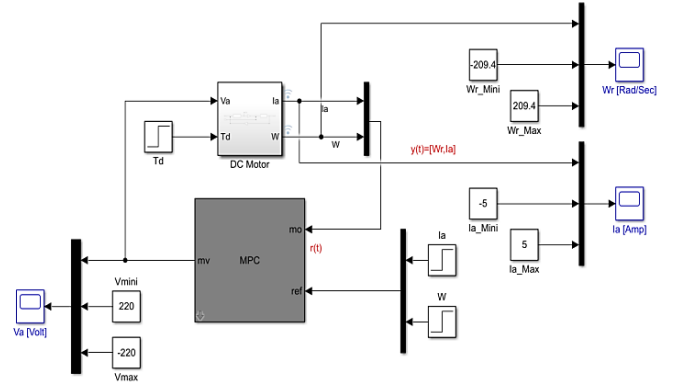 -209.4
Wr_Mini
Wr [Rad/Sec]
209.4
Wr_Max
Va
Ia
Ia
Td
W
W
Td
DC Motor
y(t)=[Wr,Ia]
-5
Ia_Mini
Ia [Amp]
5
Ia_Max
mo
r(t)
mv
MPC
ref
Ia
W
Vmini
220
Va [Volt]
-220
Vmax